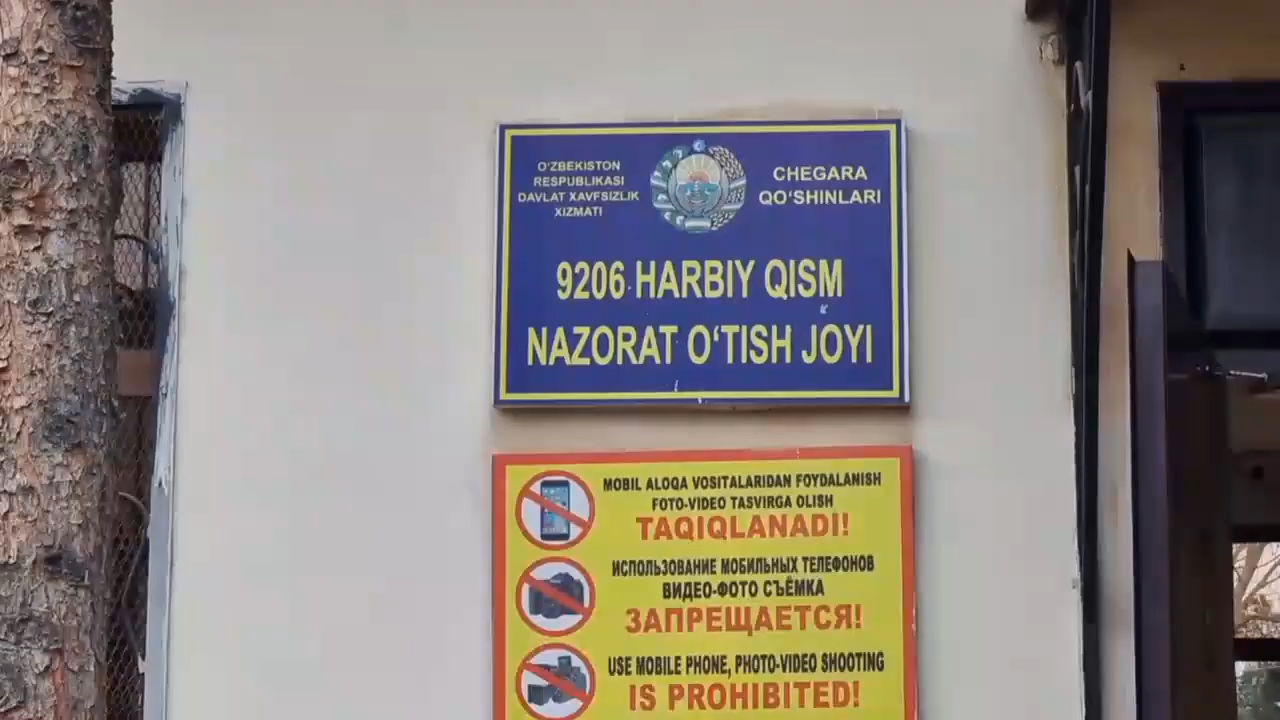 O'ZBEKISTON
RESPUBLIKASI
DAVLAT XAVFSIZLIK
XIZMATI
CHEGARA
QO'SHINLARI
9206 HARBIY QISM
NAZORAT O'TISH JOYI
MOBIL ALOQA VOSITALARIDAN FOYDALANISH
FOTO-VIDEO TASVIRGA OLISH
TAQIQLANADI!
ИСПОЛЬЗОВАНИЕ МОБИЛЬНЫХ ТЕЛЕФОНОВ
ВИДЕО-ФОТО СЪЁМКА
ЗАПРЕЩАЕТСЯ!
USE MOBILE PHONE, PHOTO-VIDEO SHOOTING
IS PROHIBITED!